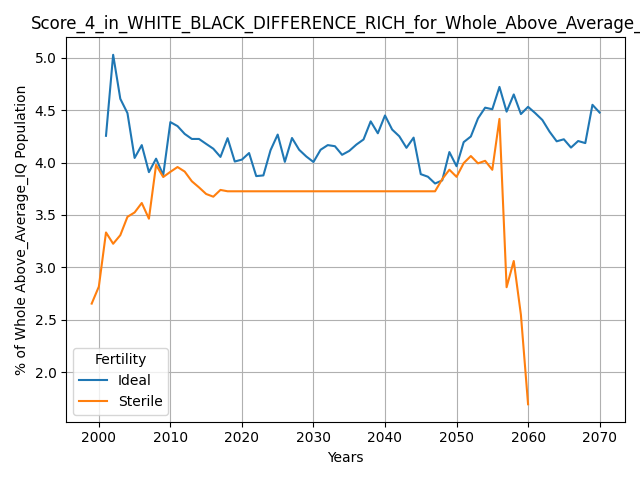 Score_4_in_WHITE_BLACK_DIFFERENCE_RICH_for_Whole_Above_Average_
% of Whole Above_Average_IQ Population
5.0
4.5
4.0
3.5
3.0
2.5
2.0
Fertility
Ideal
Sterile
2000 2010 2020 2030 2040 2050 2060 2070
Years